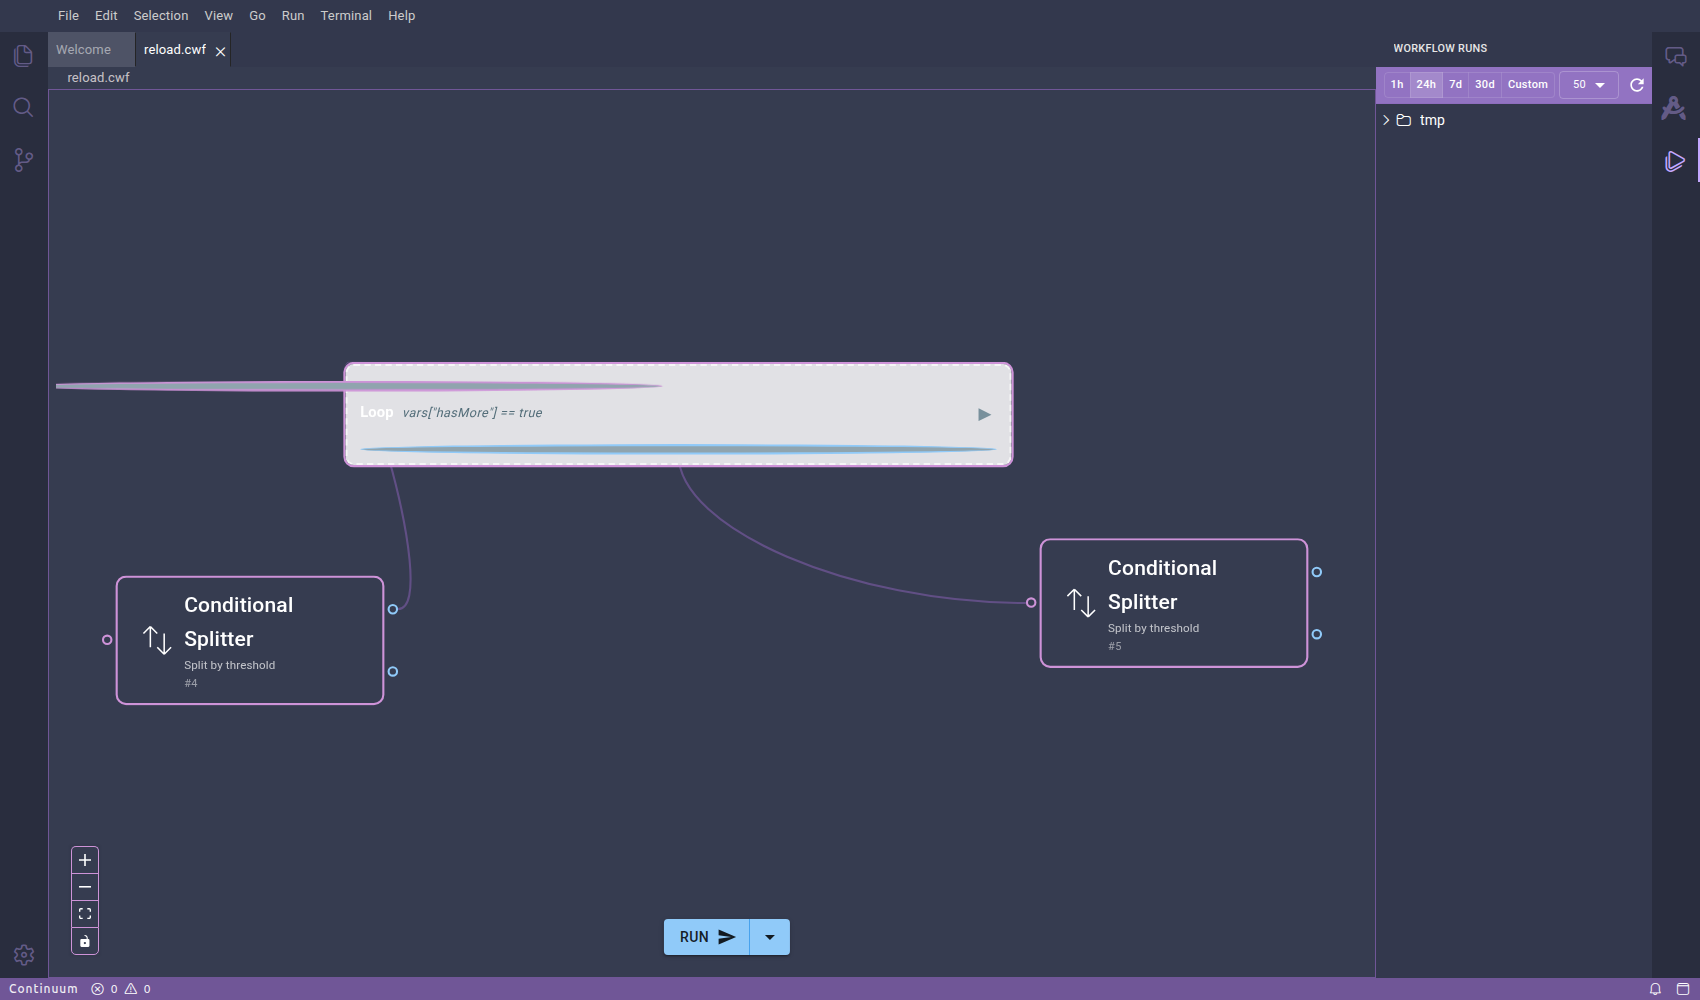 File Edit Selection View Go Run Terminal Help
Welcome reload.cwf
reload.cwf
WORKFLOW RUNS
1h 24h 7d 30d Custom 50
tmp
Loop vars["hasMore"] == true
Conditional
Splitter
Split by threshold
#5
Conditional
Splitter
Split by threshold
#4
RUN
Continuum 0 0